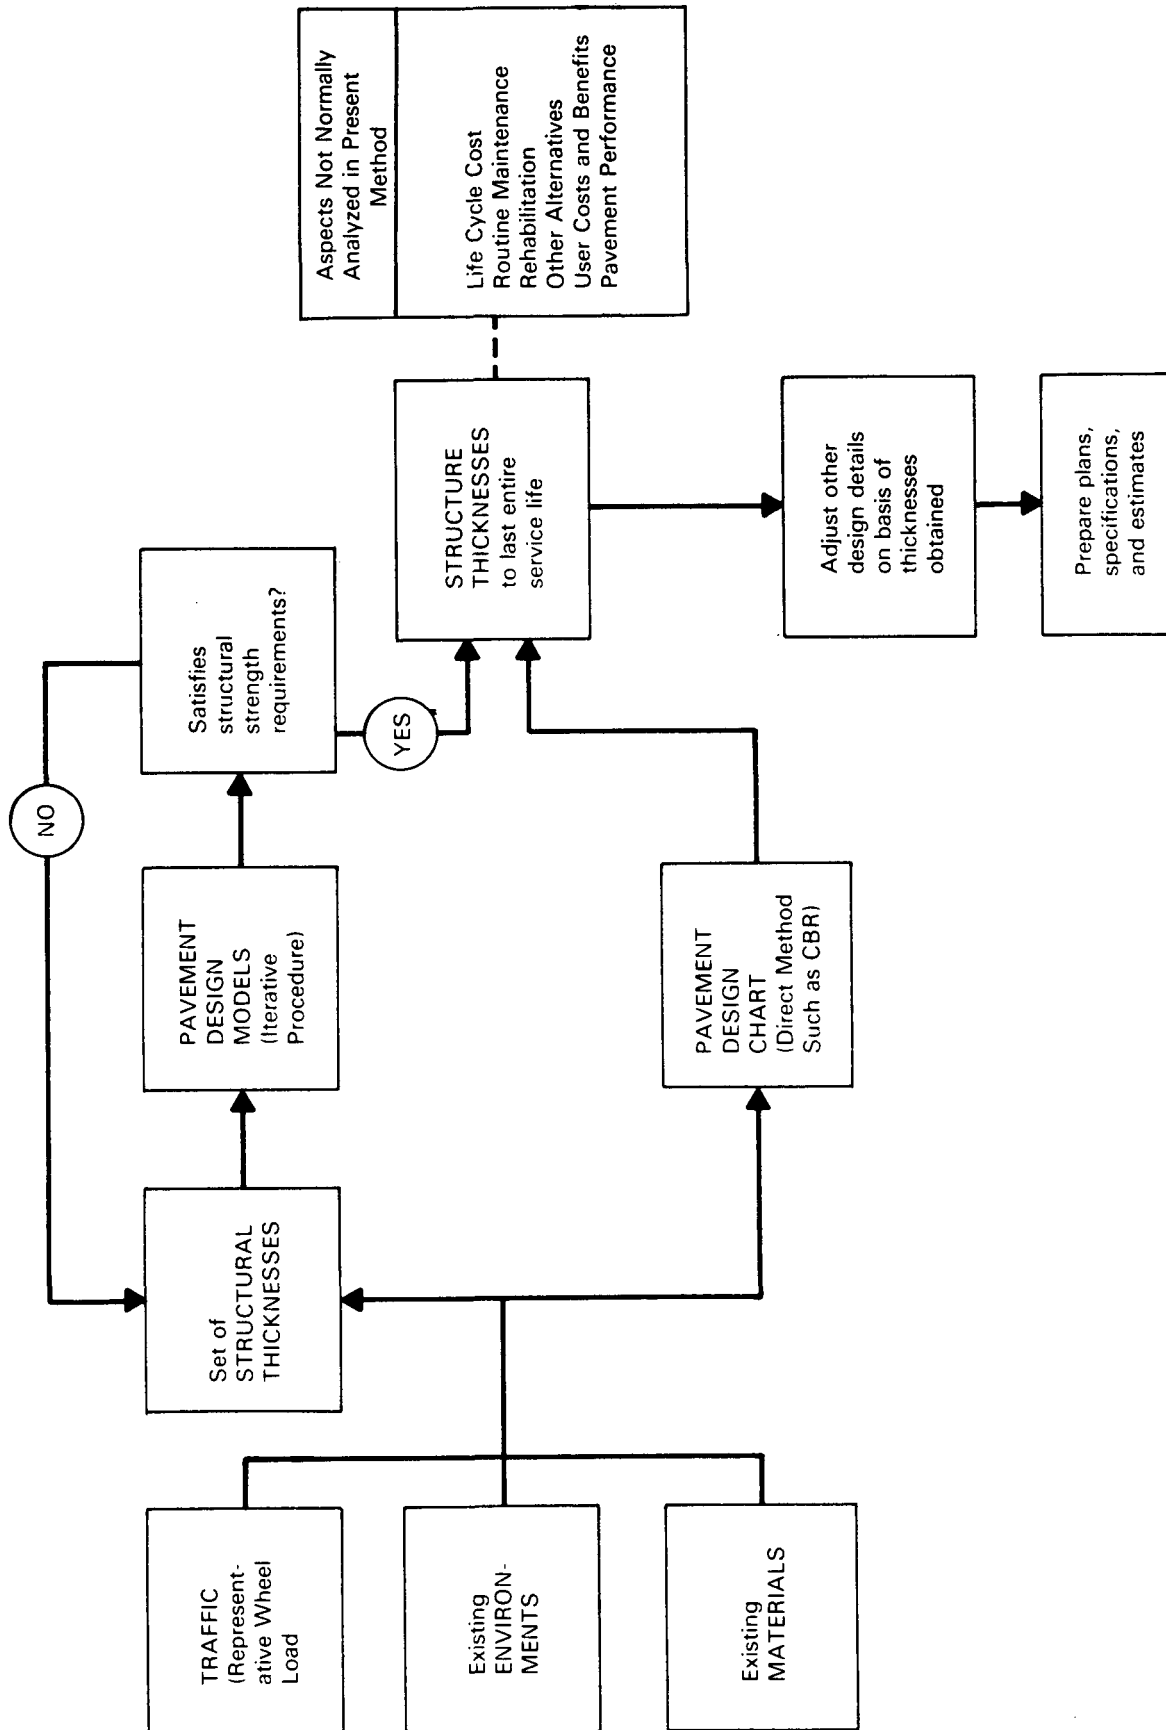 TRAFFIC
(Represent-
ative Wheel
Load
Existing
ENVIRON-
MENTS
Existing
MATERIALS
Set of
STRUCTURAL
THICKNESSES
NO
PAVEMENT
DESIGN
MODELS
(Iterative
Procedure)
Satisfies
structural
strength
requirements?
YES
PAVEMENT
DESIGN
CHART
(Direct Method
Such as CBR)
STRUCTURE
THICKNESSES
to last entire
service life
Aspects Not Normally
Analyzed in Present
Method
Life Cycle Cost
Routine Maintenance
Rehabilitation
Other Alternatives
User Costs and Benefits
Pavement Performance
Adjust other
design details
on basis of
thicknesses
obtained
Prepare plans,
specifications,
and estimates